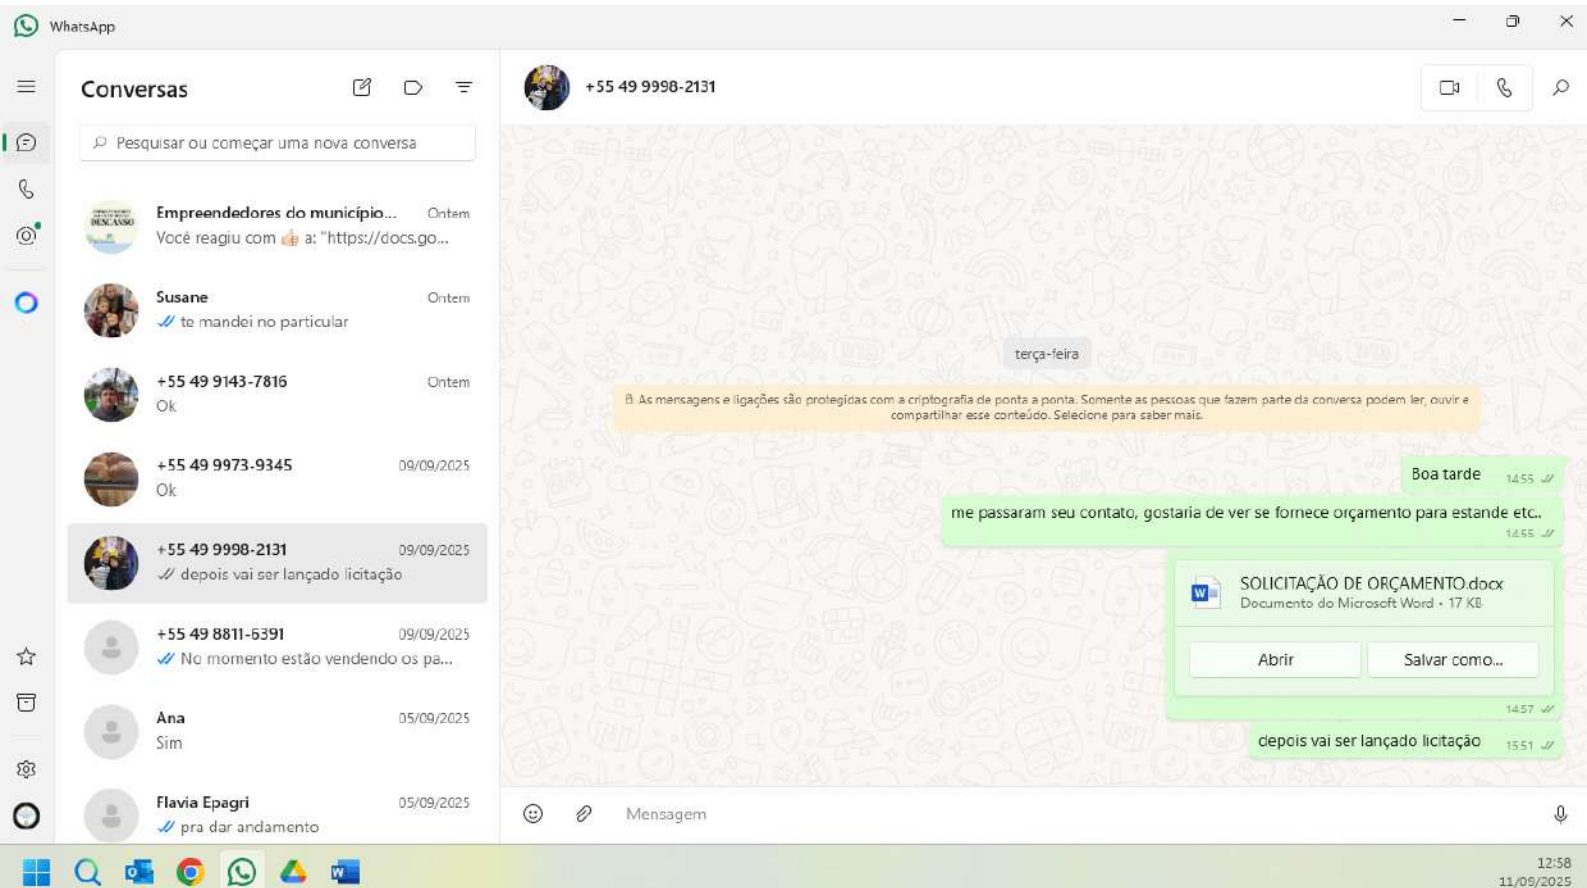 WhatsApp
Conversas
Pesquisar ou começar uma nova conversa
Empreendedores do município... Ontem
Você reagiu com 👍🏻 a: "https://docs.go...
Susane Ontem
te mandei no particular
+55 49 9143-7816 Ontem
Ok
+55 49 9973-9345 09/09/2025
Ok
+55 49 9998-2131 09/09/2025
depois vai ser lançado licitação
+55 49 8811-6391 09/09/2025
No momento estão vendendo os pa...
Ana 05/09/2025
Sim
Flavia Epagri 05/09/2025
pra dar andamento
DESCANSO
+55 49 9998-2131
terça-feira
As mensagens e ligações são protegidas com a criptografia de ponta a ponta. Somente as pessoas que fazem parte da conversa podem ler, ouvir e
compartilhar esse conteúdo. Selecione para saber mais.
Boa tarde 14:55
me passaram seu contato, gostaria de ver se fornece orçamento para estande etc..
14:55
SOLICITAÇÃO DE ORÇAMENTO.docx
Documento do Microsoft Word • 17 KB
Abrir Salvar como...
14:57
depois vai ser lançado licitação 15:51
Mensagem
12:58
11/09/2025